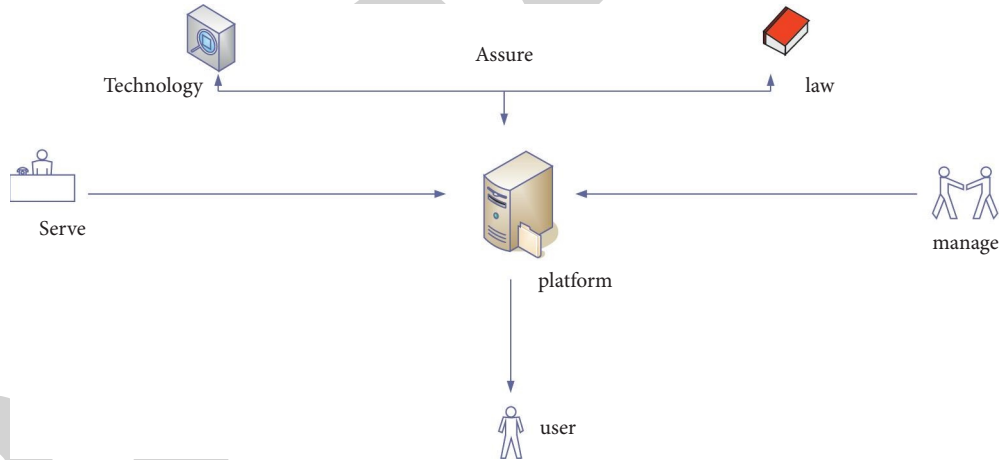 Assure
Technology
law
Serve
manage
platform
user